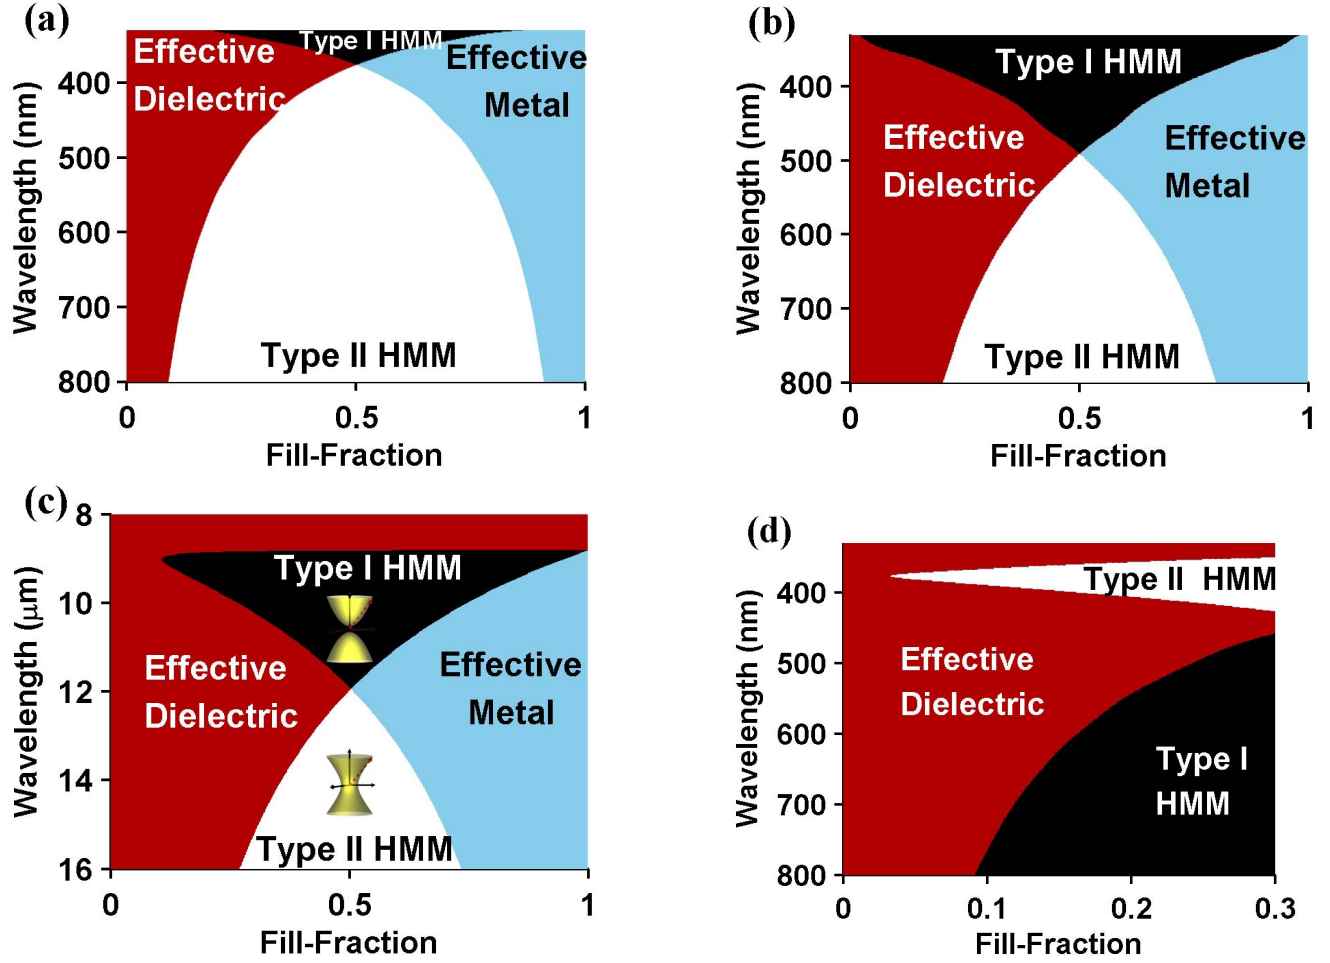 (a)
Wavelength (nm)
400
500
600
700
800
Effective
Dielectric
Type I HMM
Effective
Metal
Type II HMM
0
0.5
1
Fill-Fraction
(b)
Wavelength (nm)
400
500
600
700
800
Type I HMM
Effective
Dielectric
Effective
Metal
Type II HMM
0
0.5
1
Fill-Fraction
(c)
Wavelength (μm)
8
10
12
14
16
Type I HMM
Effective
Dielectric
Effective
Metal
Type II HMM
0
0.5
1
Fill-Fraction
(d)
Wavelength (nm)
400
500
600
700
800
Type II HMM
Effective
Dielectric
Type I
HMM
0
0.1
0.2
0.3
Fill-Fraction